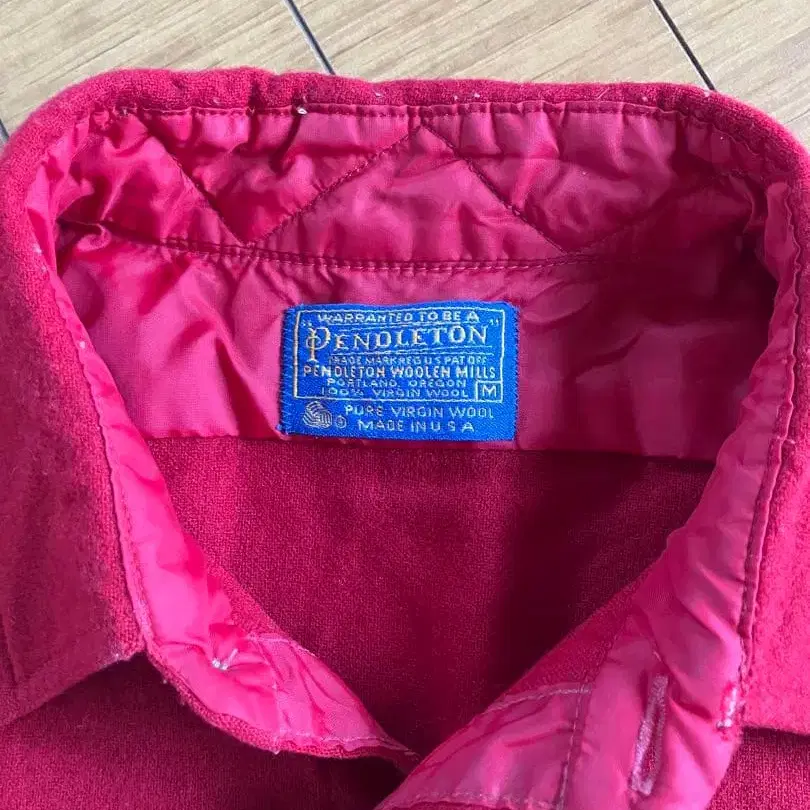 WARRANTED TO BE A
"PENDLETON"
TRADE MARK REG U.S. PAT OFF
PENDLETON WOOLEN MILLS
PORTLAND, OREGON
100% VIRGIN WOOL M
® PURE VIRGIN WOOL
MADE IN U S A